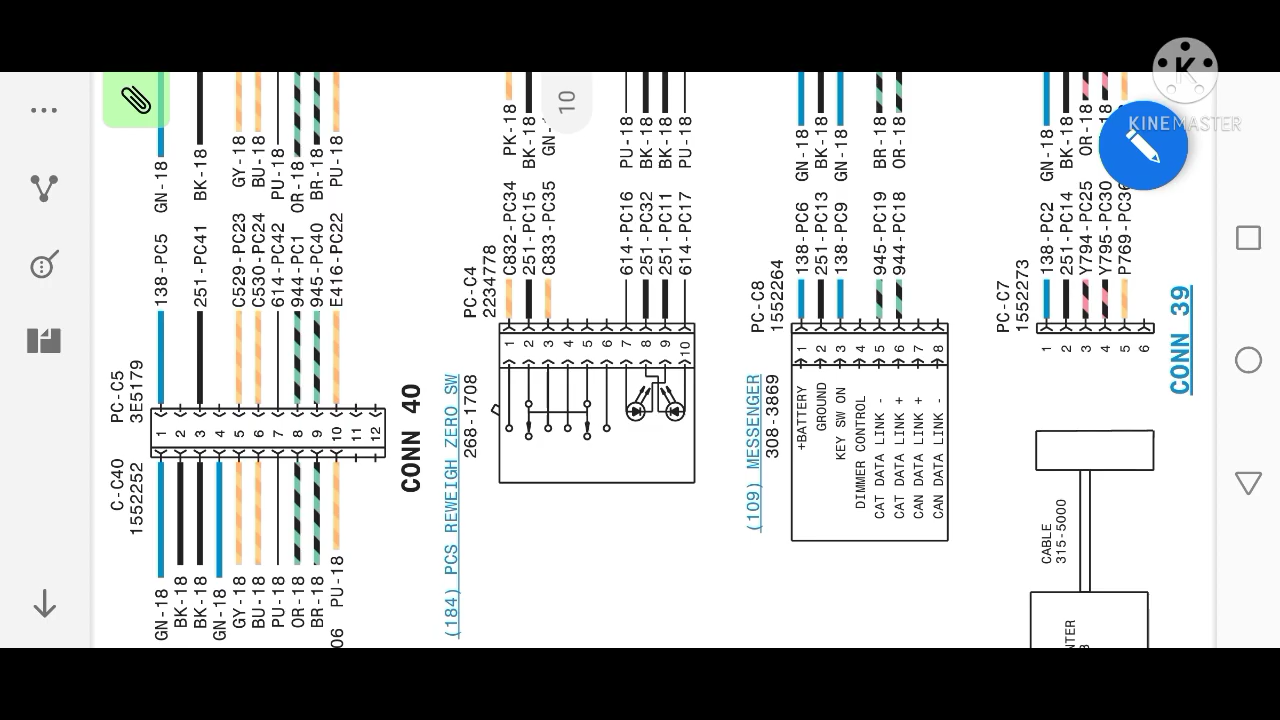 10
KINEMASTER
GN-18
BK-18
GY-18
BU-18
PU-18
OR-18
BR-18
PU-18
138-PC5
251-PC41
C529-PC23
C530-PC24
614-PC42
944-PC1
945-PC40
E416-PC22
PC-C5
3E5179
1 2 3 4 5 6 7 8 9 10 11 12
C-C40
1552252
CONN 40
GN-18
BK-18
BK-18
GN-18
GY-18
BU-18
PU-18
OR-18
BR-18
06 PU-18
PK-18
BK-18
GN-
PU-18
BK-18
BK-18
PU-18
C832-PC34
251-PC15
C833-PC35
614-PC16
251-PC32
251-PC11
614-PC17
PC-C4
2234778
1 2 3 4 5 6 7 8 9 10
(184) PCS REWEIGH ZERO SW
268-1708
GN-18
BK-18
GN-18
BR-18
OR-18
138-PC6
251-PC13
138-PC9
945-PC19
944-PC18
PC-C8
1552264
1 2 3 4 5 6 7 8
(109) MESSENGER
308-3869
+BATTERY
GROUND
KEY SW ON
DIMMER CONTROL
CAT DATA LINK -
CAT DATA LINK +
CAN DATA LINK +
CAN DATA LINK -
GN-18
BK-18
OR-18
138-PC2
251-PC14
Y794-PC25
Y795-PC30
P769-PC36
PC-C7
1552273
1 2 3 4 5 6
CONN 39
CABLE
315-5000
NTER